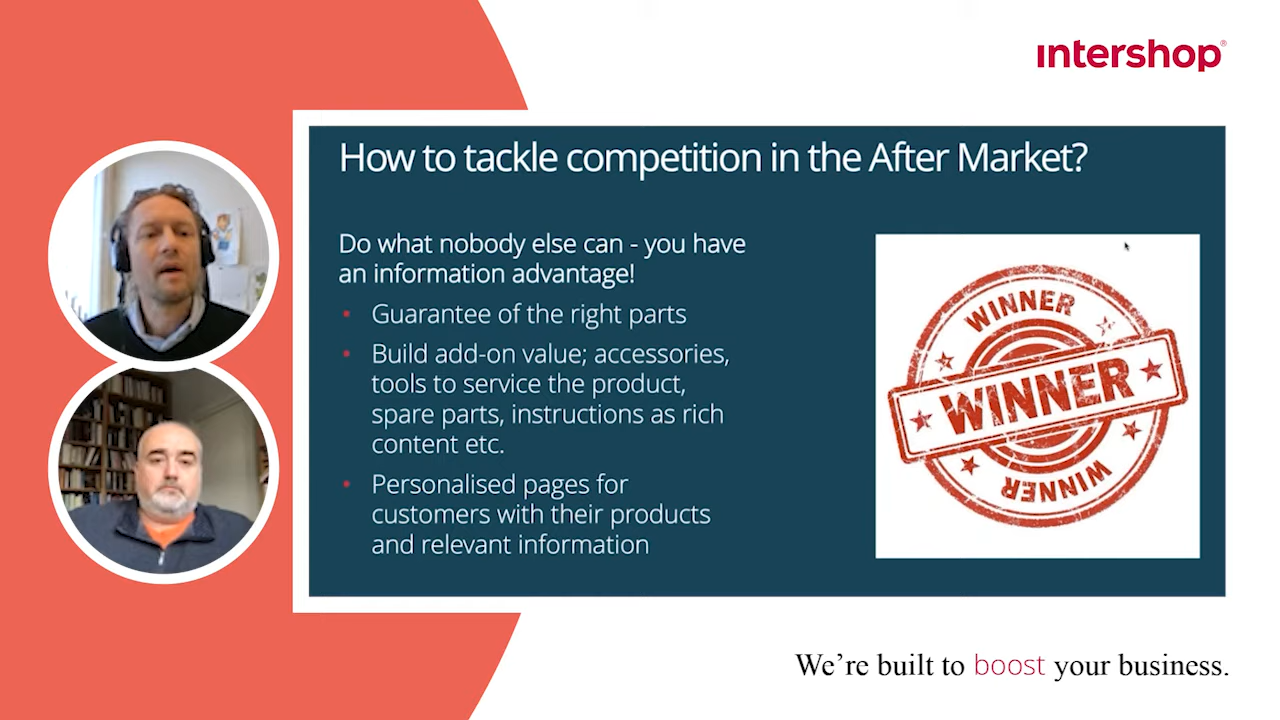 intershop®
How to tackle competition in the After Market?
Do what nobody else can - you have
an information advantage!
• Guarantee of the right parts
• Build add-on value; accessories,
tools to service the product,
spare parts, instructions as rich
content etc.
• Personalised pages for
customers with their products
and relevant information
WINNER
WINNER
WINNER
We're built to boost your business.